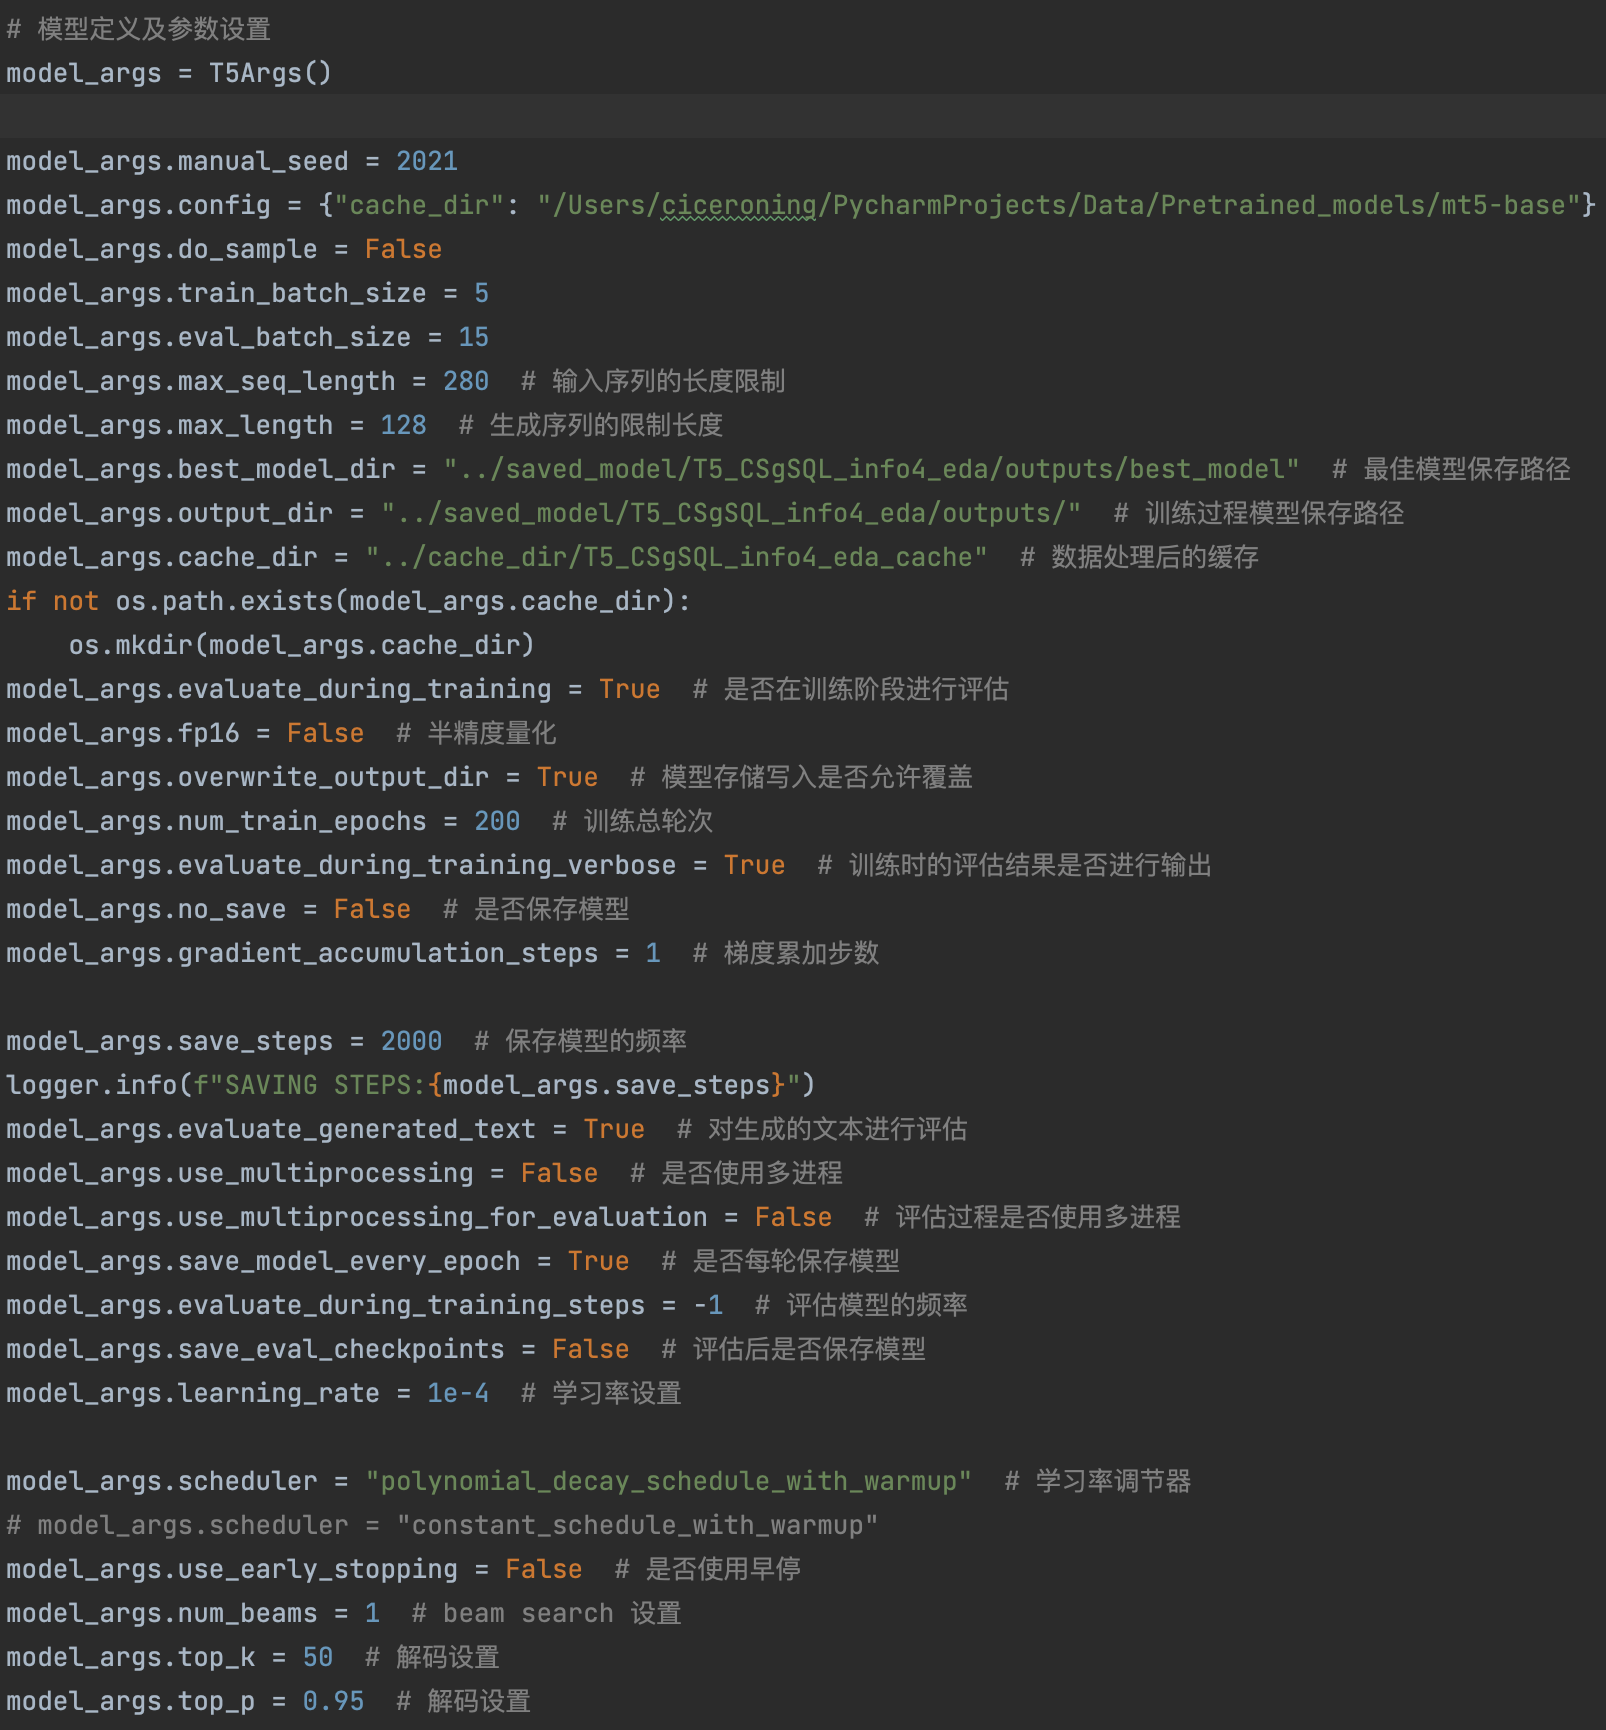 # 模型定义及参数设置
model_args = T5Args()
model_args.manual_seed = 2021
model_args.config = {"cache_dir": "/Users/ciceroning/PycharmProjects/Data/Pretrained_models/mt5-base"}
model_args.do_sample = False
model_args.train_batch_size = 5
model_args.eval_batch_size = 15
model_args.max_seq_length = 280  # 输入序列的长度限制
model_args.max_length = 128  # 生成序列的限制长度
model_args.best_model_dir = "../saved_model/T5_CSgSQL_info4_eda/outputs/best_model"  # 最佳模型保存路径
model_args.output_dir = "../saved_model/T5_CSgSQL_info4_eda/outputs/"  # 训练过程模型保存路径
model_args.cache_dir = "../cache_dir/T5_CSgSQL_info4_eda_cache"  # 数据处理后的缓存
if not os.path.exists(model_args.cache_dir):
    os.mkdir(model_args.cache_dir)
model_args.evaluate_during_training = True  # 是否在训练阶段进行评估
model_args.fp16 = False  # 半精度量化
model_args.overwrite_output_dir = True  # 模型存储写入是否允许覆盖
model_args.num_train_epochs = 200  # 训练总轮次
model_args.evaluate_during_training_verbose = True  # 训练时的评估结果是否进行输出
model_args.no_save = False  # 是否保存模型
model_args.gradient_accumulation_steps = 1  # 梯度累加步数
model_args.save_steps = 2000  # 保存模型的频率
logger.info(f"SAVING STEPS:{model_args.save_steps}")
model_args.evaluate_generated_text = True  # 对生成的文本进行评估
model_args.use_multiprocessing = False  # 是否使用多进程
model_args.use_multiprocessing_for_evaluation = False  # 评估过程是否使用多进程
model_args.save_model_every_epoch = True  # 是否每轮保存模型
model_args.evaluate_during_training_steps = -1  # 评估模型的频率
model_args.save_eval_checkpoints = False  # 评估后是否保存模型
model_args.learning_rate = 1e-4  # 学习率设置
model_args.scheduler = "polynomial_decay_schedule_with_warmup"  # 学习率调节器
# model_args.scheduler = "constant_schedule_with_warmup"
model_args.use_early_stopping = False  # 是否使用早停
model_args.num_beams = 1  # beam search 设置
model_args.top_k = 50  # 解码设置
model_args.top_p = 0.95  # 解码设置